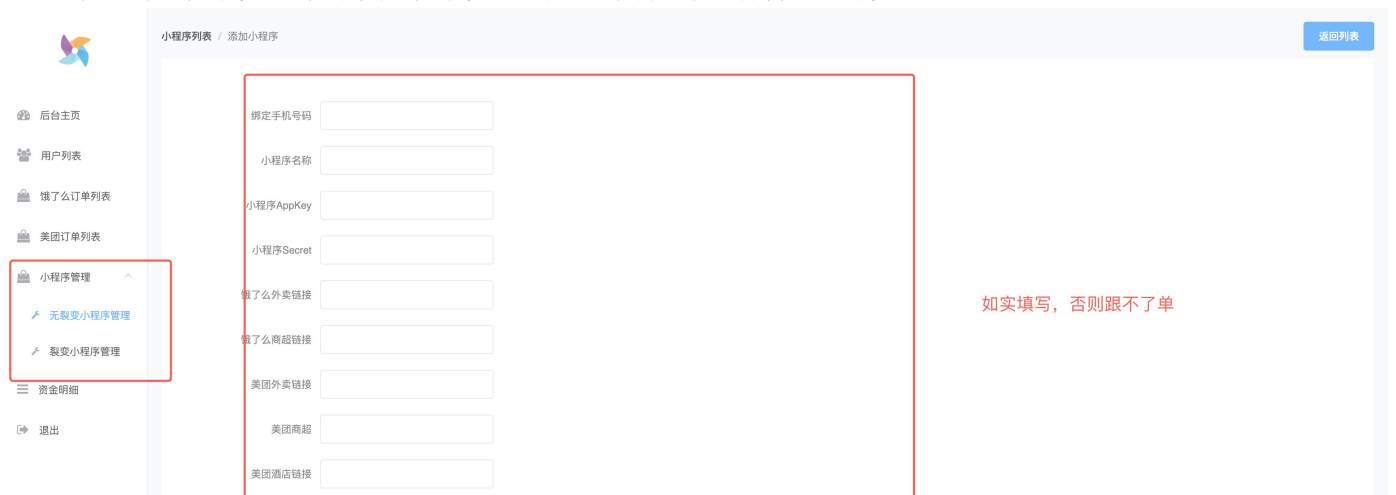 小程序列表 / 添加小程序
返回列表
后台主页
用户列表
饿了么订单列表
美团订单列表
小程序管理
无裂变小程序管理
裂变小程序管理
资金明细
退出
绑定手机号码
小程序名称
小程序AppKey
小程序Secret
饿了么外卖链接
饿了么商超链接
美团外卖链接
美团商超
美团酒店链接
如实填写，否则跟不了单